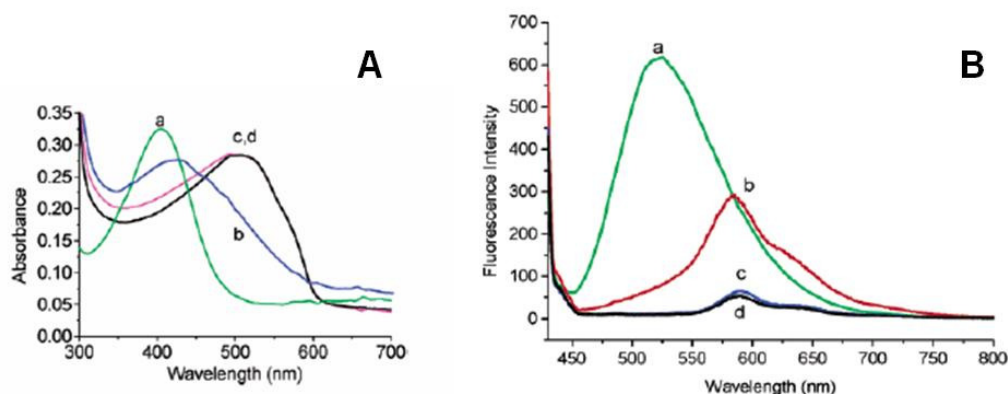 A
0.35
0.30
0.25
0.20
0.15
0.10
0.05
0.00
Absorbance
a
c,d
b
300 400 500 600 700
Wavelength (nm)
B
700
600
500
400
300
200
100
0
Fluorescence Intensity
a
b
c
d
450 500 550 600 650 700 750 800
Wavelength (nm)